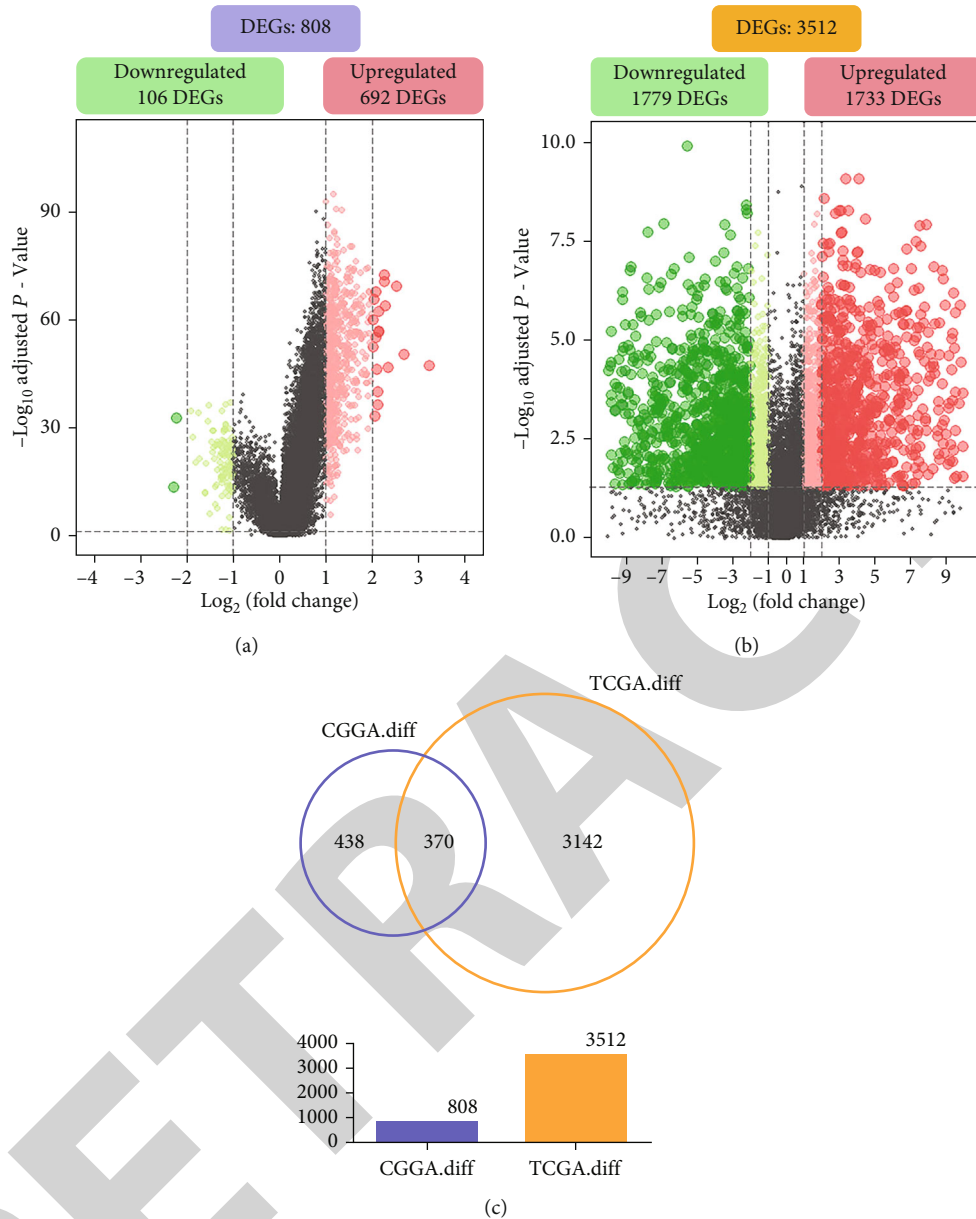 DEGs: 808
Downregulated
106 DEGs
Upregulated
692 DEGs
90
60
30
0
−Log10 adjusted P - Value
−4 −3 −2 −1 0 1 2 3 4
Log2 (fold change)
(a)
DEGs: 3512
Downregulated
1779 DEGs
Upregulated
1733 DEGs
10.0
7.5
5.0
2.5
0.0
−Log10 adjusted P - Value
−9 −7 −5 −3 −1 0 1 3 5 7 9
Log2 (fold change)
(b)
TCGA.diff
CGGA.diff
438 370 3142
4000
3000
2000
1000
0
808
3512
CGGA.diff TCGA.diff
(c)